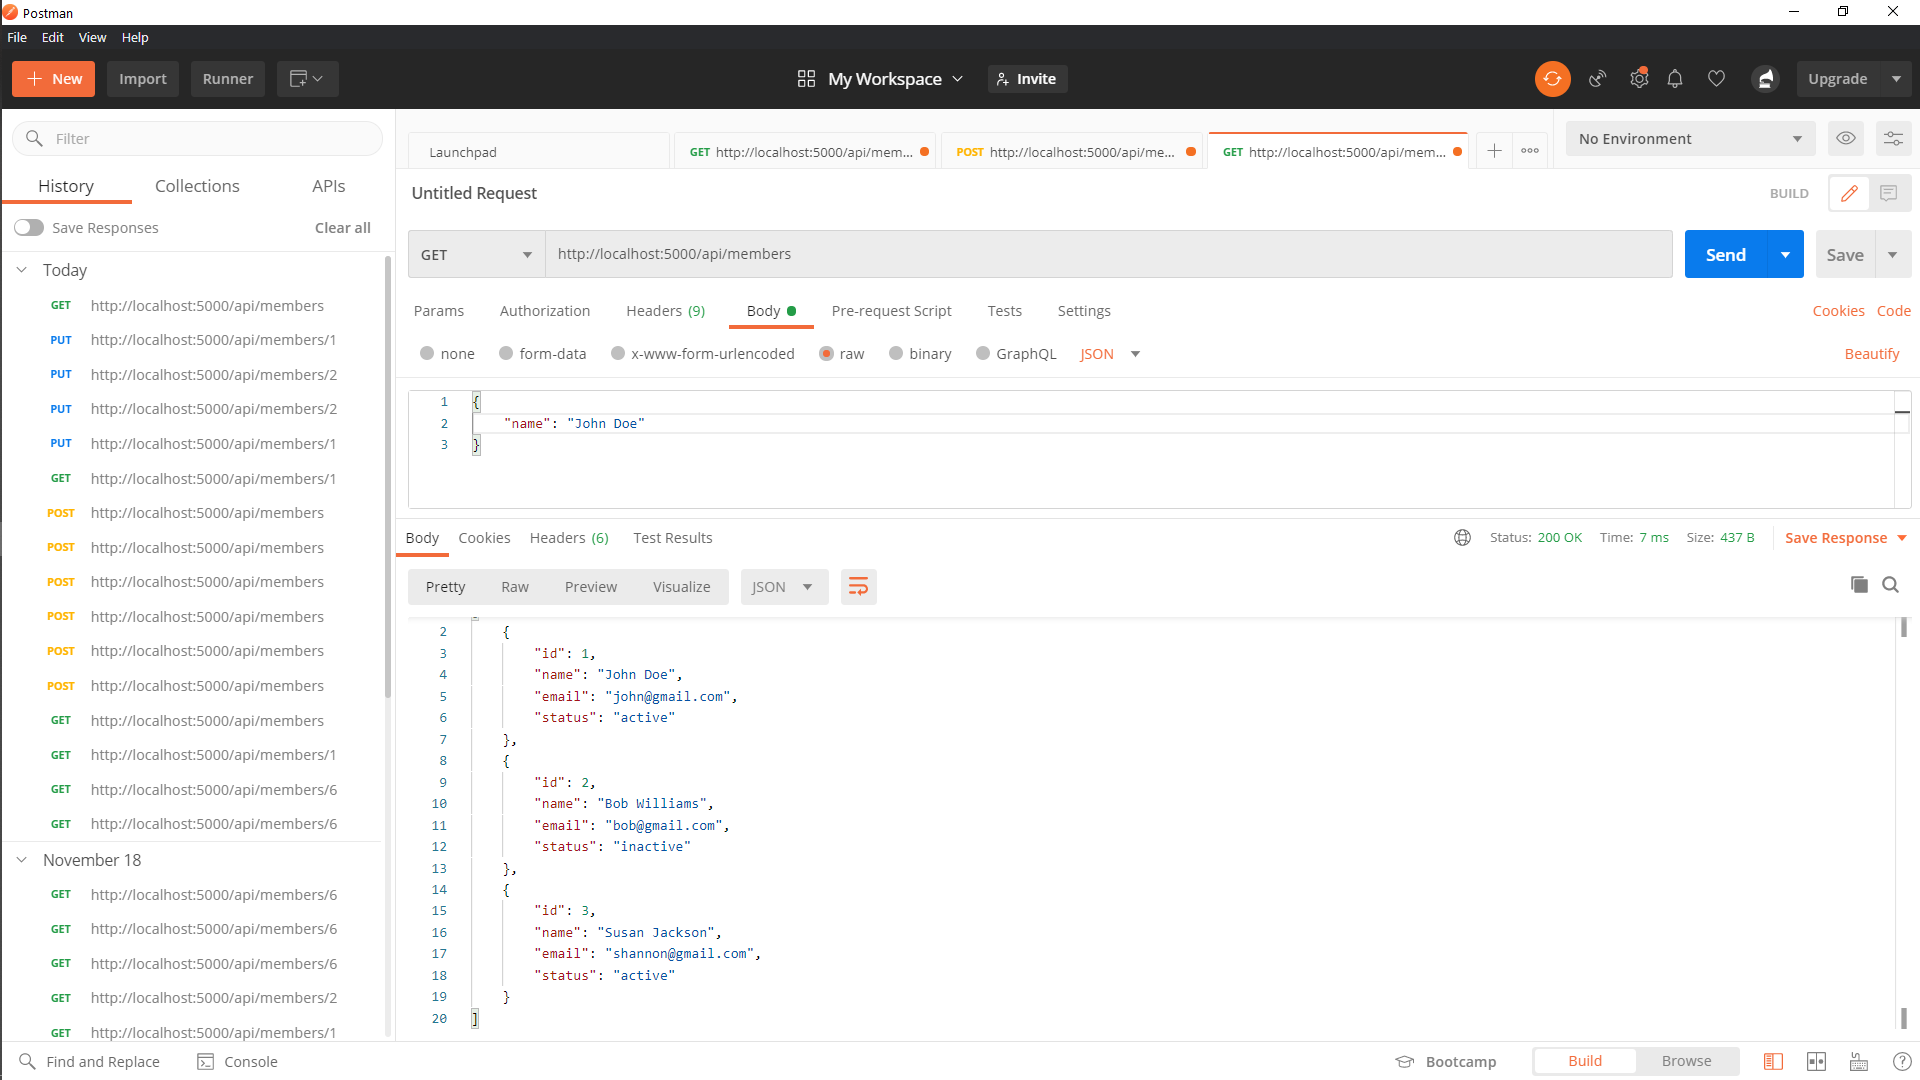 Postman
File Edit View Help
New Import Runner My Workspace Invite Upgrade
Filter
History Collections APIs
Save Responses Clear all
Today
GET http://localhost:5000/api/members
PUT http://localhost:5000/api/members/1
PUT http://localhost:5000/api/members/2
PUT http://localhost:5000/api/members/2
PUT http://localhost:5000/api/members/1
GET http://localhost:5000/api/members/1
POST http://localhost:5000/api/members
POST http://localhost:5000/api/members
POST http://localhost:5000/api/members
POST http://localhost:5000/api/members
POST http://localhost:5000/api/members
POST http://localhost:5000/api/members
GET http://localhost:5000/api/members
GET http://localhost:5000/api/members/1
GET http://localhost:5000/api/members/6
GET http://localhost:5000/api/members/6
November 18
GET http://localhost:5000/api/members/6
GET http://localhost:5000/api/members/6
GET http://localhost:5000/api/members/6
GET http://localhost:5000/api/members/2
GET http://localhost:5000/api/members/1
Launchpad GET http://localhost:5000/api/mem... POST http://localhost:5000/api/me... GET http://localhost:5000/api/mem... No Environment
Untitled Request BUILD
GET http://localhost:5000/api/members Send Save
Params Authorization Headers (9) Body Pre-request Script Tests Settings Cookies Code
none form-data x-www-form-urlencoded raw binary GraphQL JSON Beautify
1 {
2 "name": "John Doe"
3 }
Body Cookies Headers (6) Test Results Status: 200 OK Time: 7 ms Size: 437 B Save Response
Pretty Raw Preview Visualize JSON
2 {
3 "id": 1,
4 "name": "John Doe",
5 "email": "john@gmail.com",
6 "status": "active"
7 },
8 {
9 "id": 2,
10 "name": "Bob Williams",
11 "email": "bob@gmail.com",
12 "status": "inactive"
13 },
14 {
15 "id": 3,
16 "name": "Susan Jackson",
17 "email": "shannon@gmail.com",
18 "status": "active"
19 }
20 ]
Find and Replace Console Bootcamp Build Browse